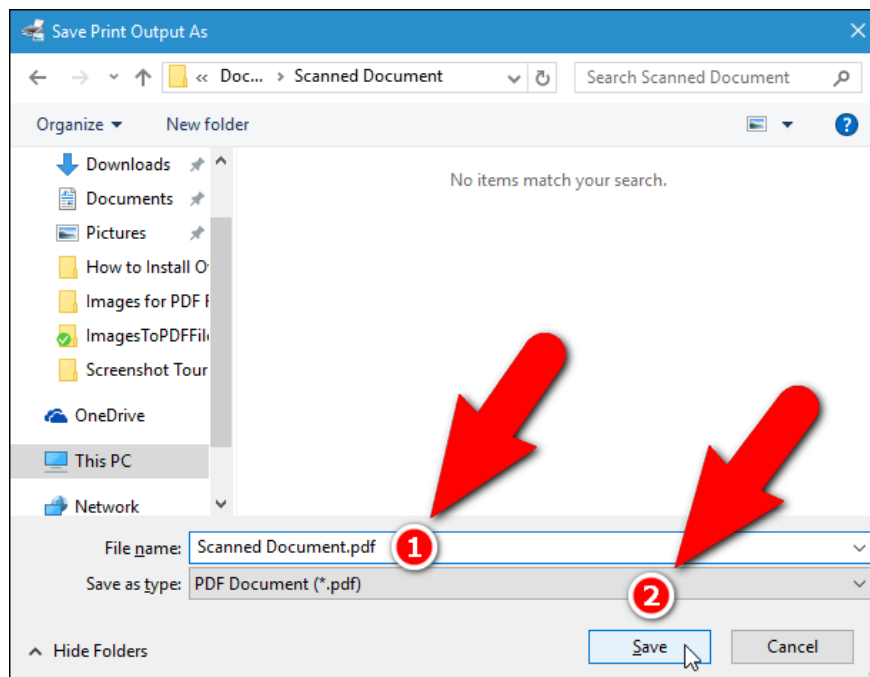 Save Print Output As
« Doc... › Scanned Document
Search Scanned Document
Organize
New folder
Downloads
Documents
No items match your search.
Pictures
How to Install O
Images for PDF F
ImagesToPDFFil
Screenshot Tour
OneDrive
This PC
Network
File name: Scanned Document.pdf
1
Save as type: PDF Document (*.pdf)
2
Hide Folders
Save
Cancel